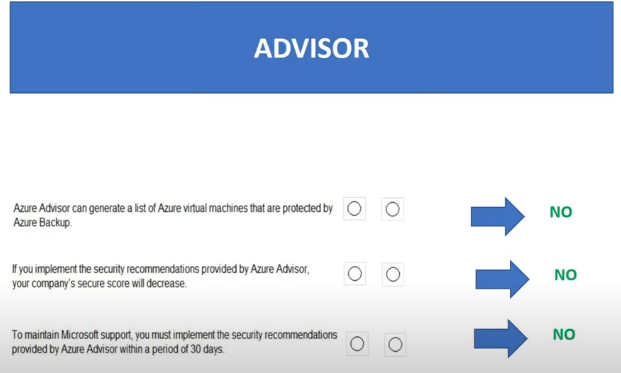 ADVISOR
Azure Advisor can generate a list of Azure virtual machines that are protected by
Azure Backup.
NO
If you implement the security recommendations provided by Azure Advisor,
your company's secure score will decrease.
NO
To maintain Microsoft support, you must implement the security recommendations
provided by Azure Advisor within a period of 30 days.
NO